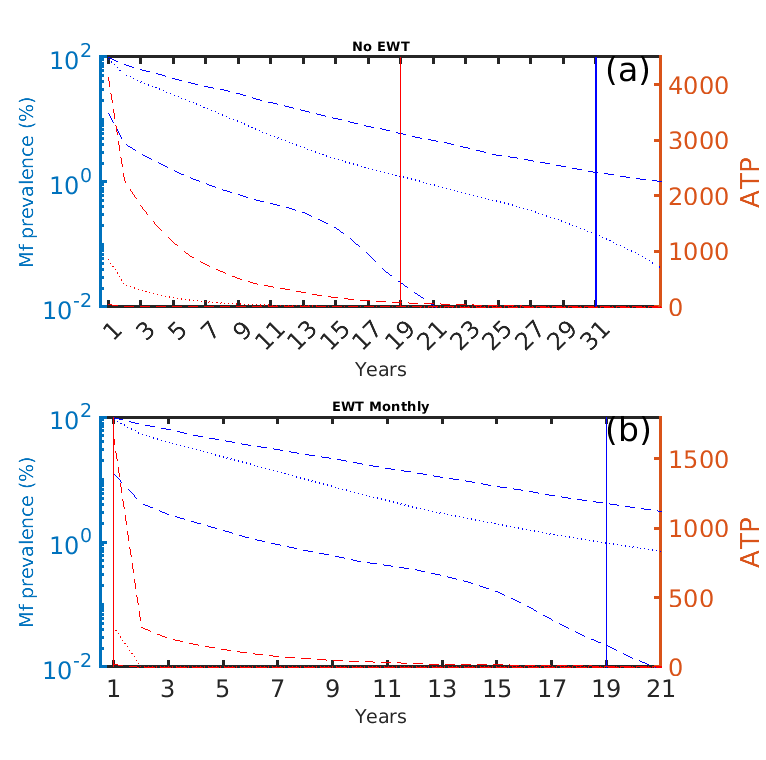 No EWT
(a)
10^2
10^0
10^-2
Mf prevalence (%)
4000
3000
2000
1000
0
ATP
1 3 5 7 9 11 13 15 17 19 21 23 25 27 29 31
Years
EWT Monthly
(b)
10^2
10^0
10^-2
Mf prevalence (%)
1500
1000
500
0
ATP
1 3 5 7 9 11 13 15 17 19 21
Years